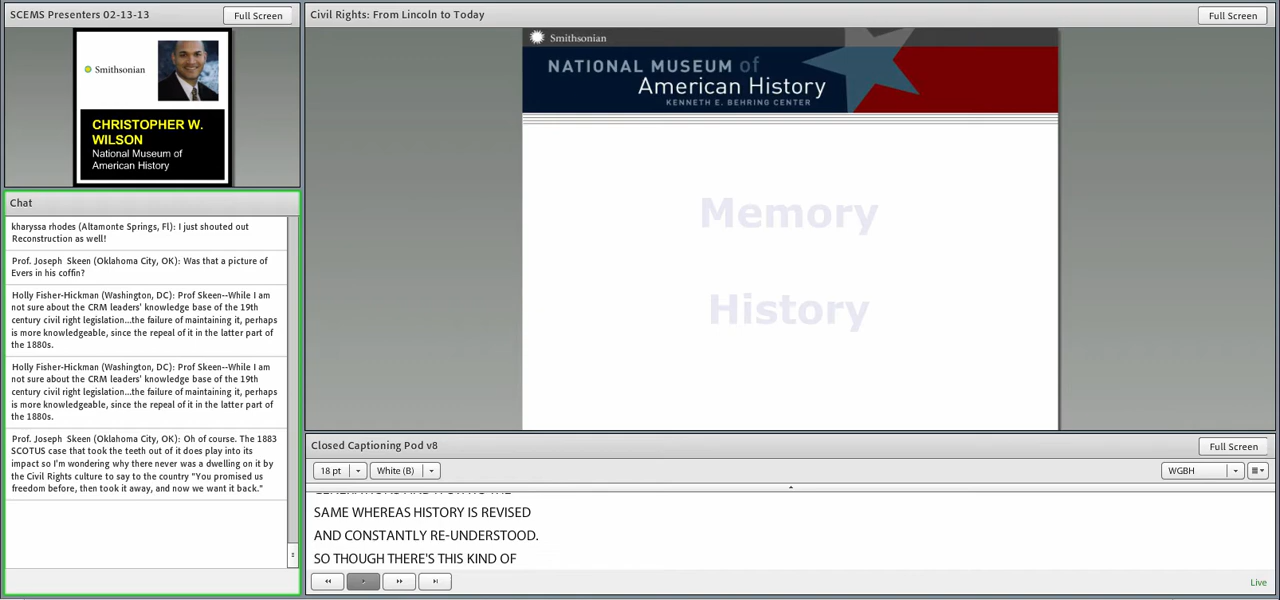 SCEMS Presenters 02-13-13
Full Screen
Smithsonian
CHRISTOPHER W.
WILSON
National Museum of
American History
Chat
kharyssa rhodes (Altamonte Springs, Fl): I just shouted out
Reconstruction as well!
Prof. Joseph Skeen (Oklahoma City, OK): Was that a picture of
Evers in his coffin?
Holly Fisher-Hickman (Washington, DC): Prof Skeen--While I am
not sure about the CRM leaders' knowledge base of the 19th
century civil right legislation...the failure of maintaining it, perhaps
is more knowledgeable, since the repeal of it in the latter part of
the 1880s.
Holly Fisher-Hickman (Washington, DC): Prof Skeen--While I am
not sure about the CRM leaders' knowledge base of the 19th
century civil right legislation...the failure of maintaining it, perhaps
is more knowledgeable, since the repeal of it in the latter part of
the 1880s.
Prof. Joseph Skeen (Oklahoma City, OK): Oh of course. The 1883
SCOTUS case that took the teeth out of it does play into its
impact so I'm wondering why there never was a dwelling on it by
the Civil Rights culture to say to the country "You promised us
freedom before, then took it away, and now we want it back."
Civil Rights: From Lincoln to Today
Full Screen
Smithsonian
NATIONAL MUSEUM of
American History
KENNETH E. BEHRING CENTER
Memory
History
Closed Captioning Pod v8
Full Screen
18 pt
White (B)
WGBH
SAME WHEREAS HISTORY IS REVISED
AND CONSTANTLY RE-UNDERSTOOD.
SO THOUGH THERE'S THIS KIND OF
Live